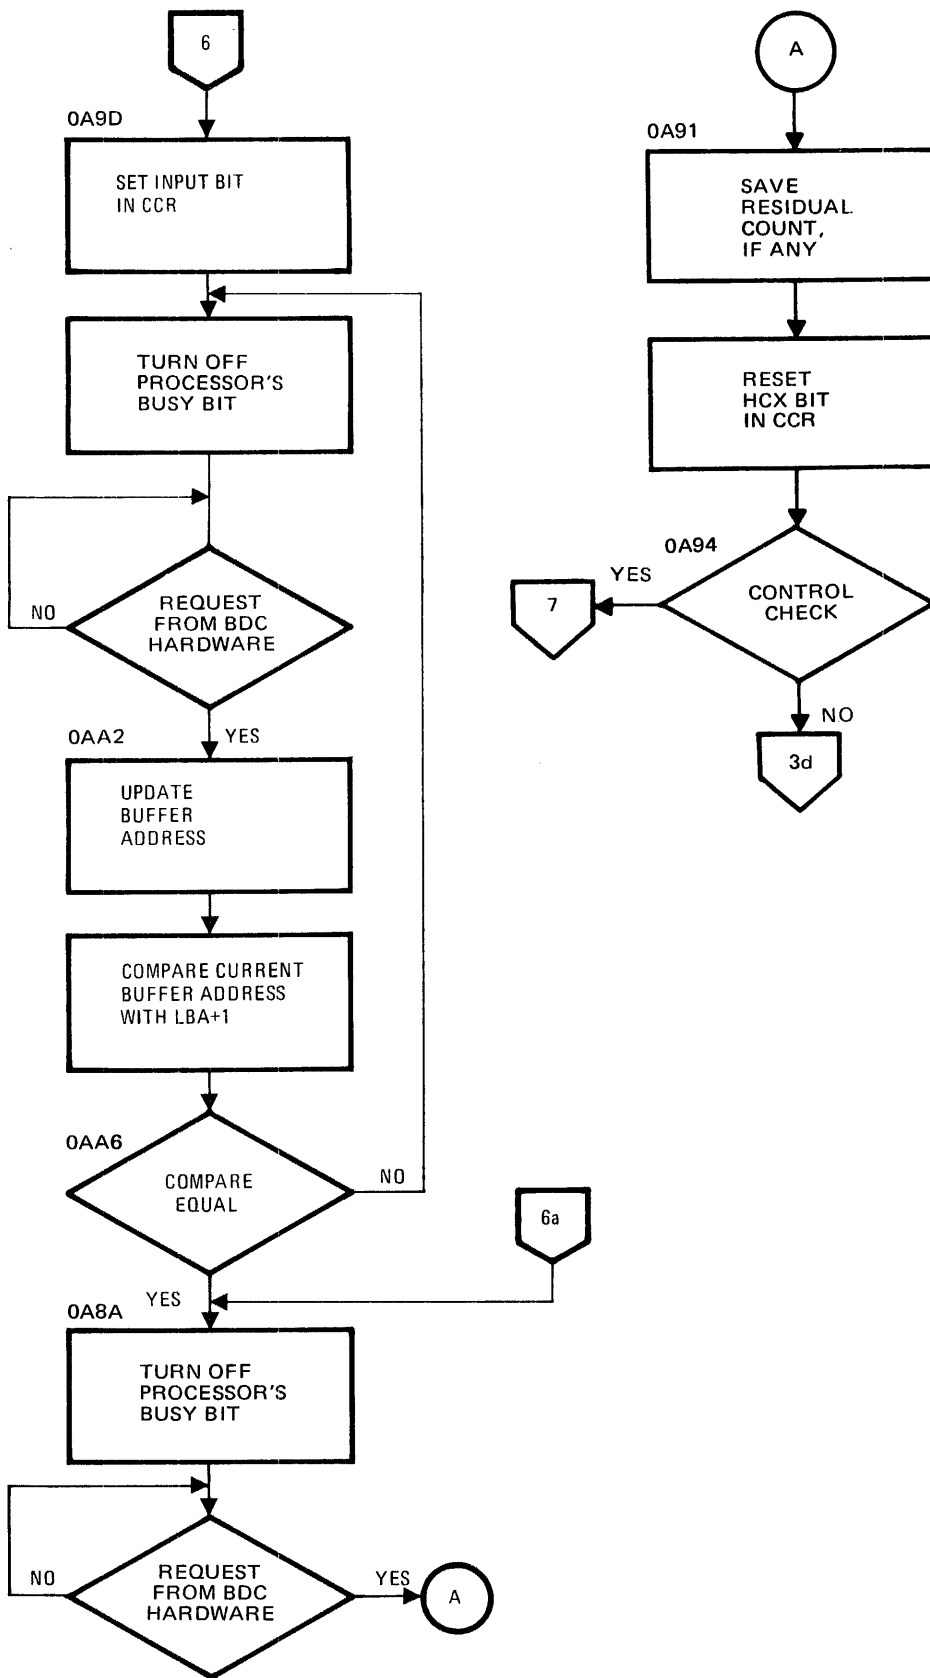 6
0A9D
SET INPUT BIT
IN CCR
TURN OFF
PROCESSOR'S
BUSY BIT
NO
REQUEST
FROM BDC
HARDWARE
YES
0AA2
UPDATE
BUFFER
ADDRESS
COMPARE CURRENT
BUFFER ADDRESS
WITH LBA+1
0AA6
COMPARE
EQUAL
NO
6a
YES
0A8A
TURN OFF
PROCESSOR'S
BUSY BIT
NO
REQUEST
FROM BDC
HARDWARE
YES
A
A
0A91
SAVE
RESIDUAL
COUNT,
IF ANY
RESET
HCX BIT
IN CCR
0A94
YES
CONTROL
CHECK
7
NO
3d